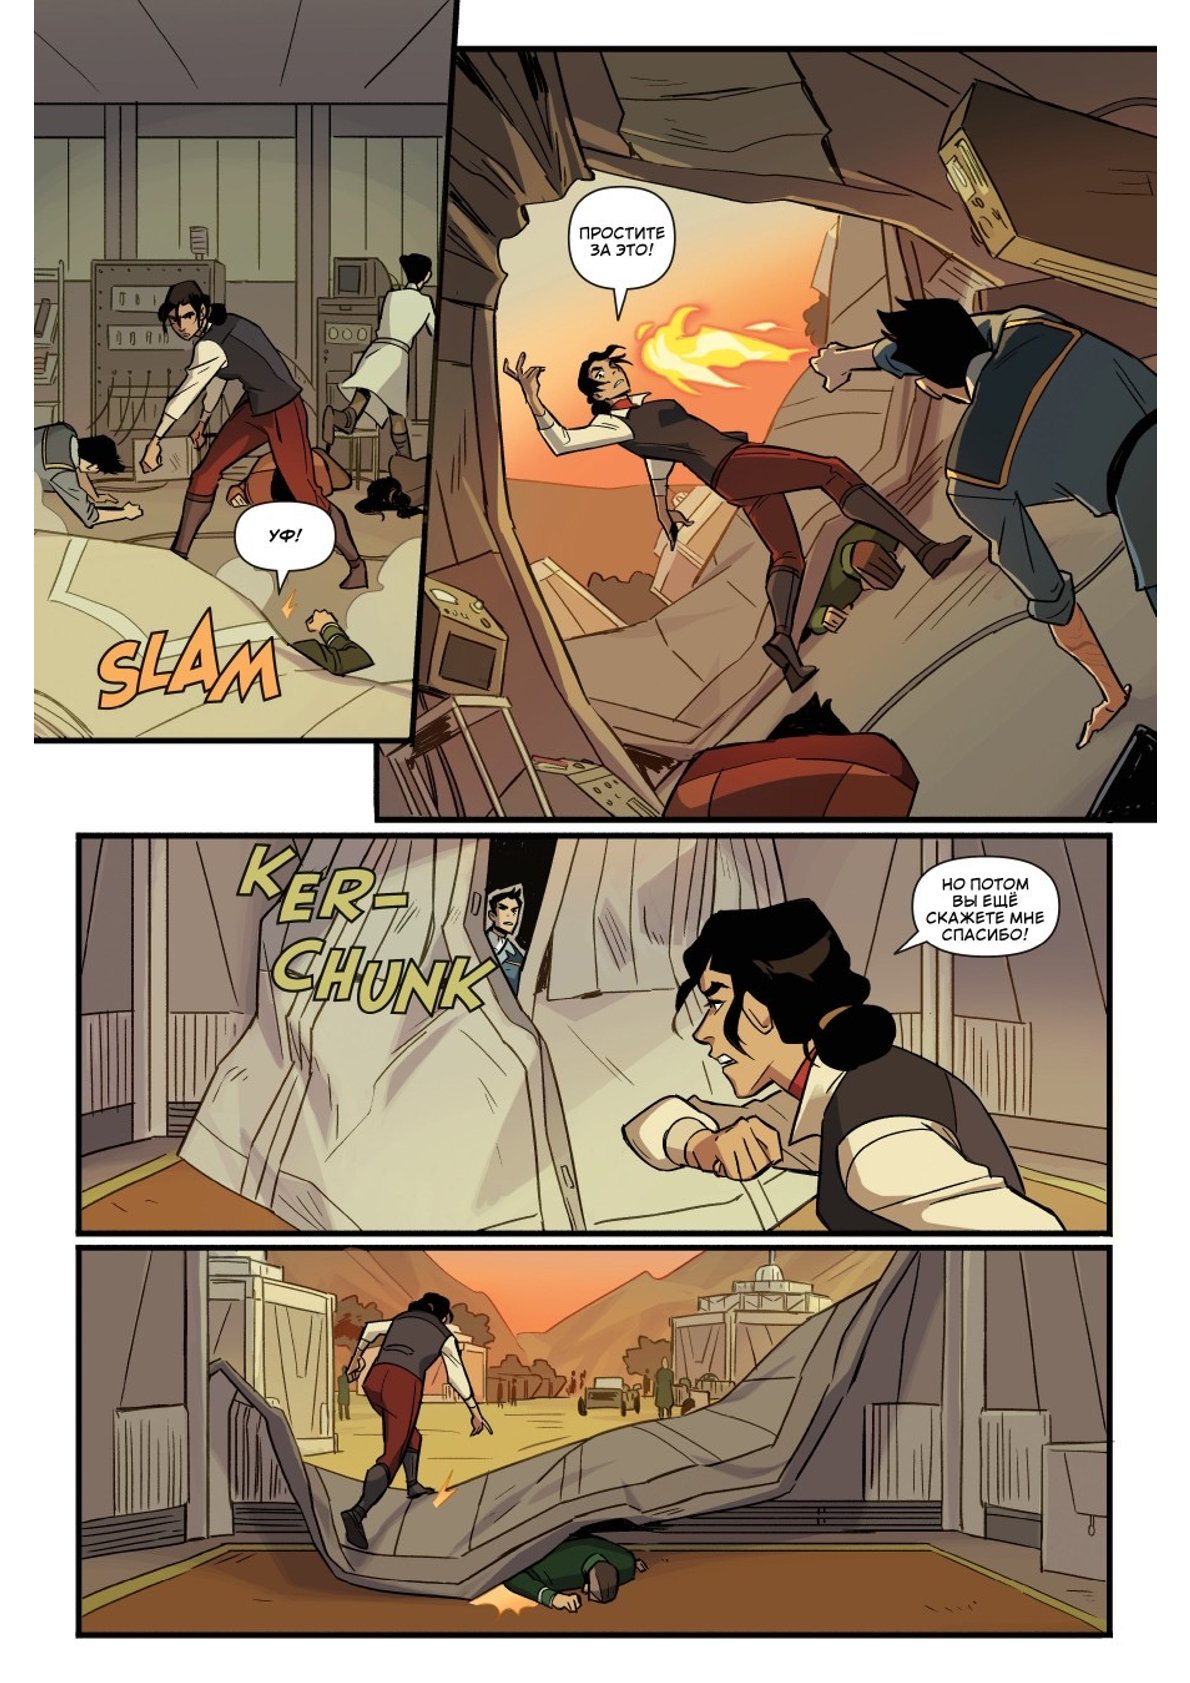 УФ!
SLAM
ПРОСТИТЕ
ЗА ЭТО!
KER-
CHUNK
НО ПОТОМ
ВЫ ЕЩЁ
СКАЖЕТЕ МНЕ
СПАСИБО!